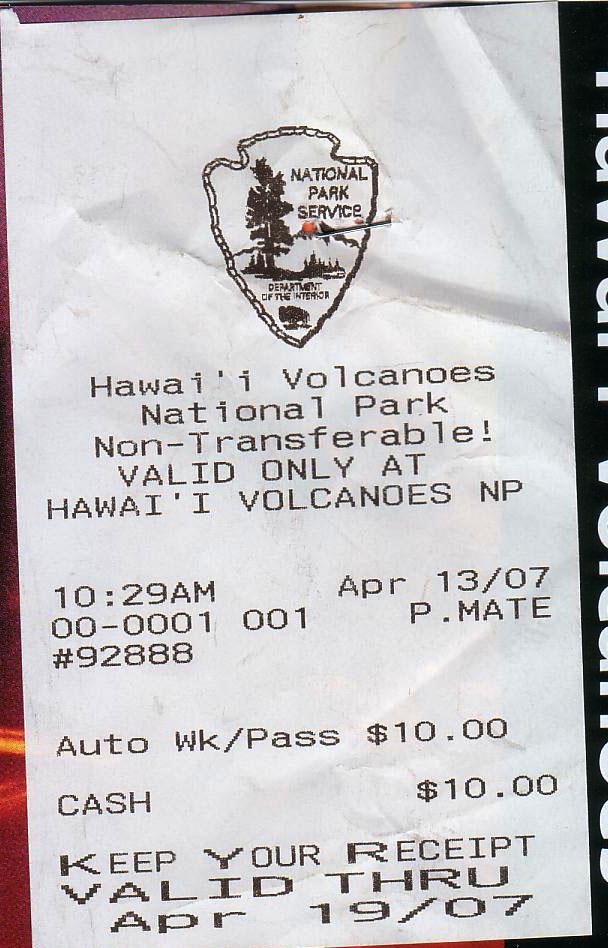 NATIONAL
PARK
SERVICE
DEPARTMENT
OF THE INTERIOR
Hawai'i Volcanoes
National Park
Non-Transferable!
VALID ONLY AT
HAWAI'I VOLCANOES NP
10:29AM Apr 13/07
00-0001 001 P.MATE
#92888
Auto Wk/Pass $10.00
CASH $10.00
KEEP YOUR RECEIPT
VALID THRU
Apr 19/07
Hawai'i Volcanoes